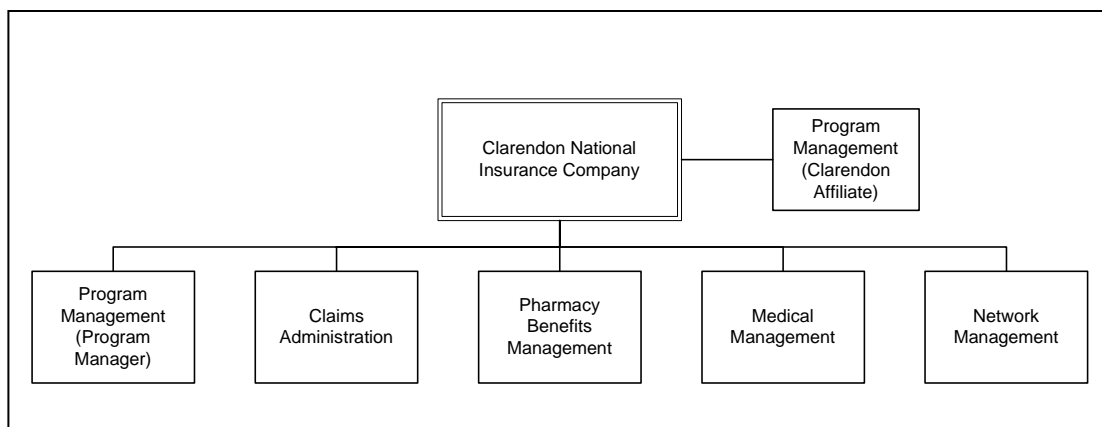 Clarendon National
Insurance Company
Program
Management
(Clarendon
Affiliate)
Program
Management
(Program
Manager)
Claims
Administration
Pharmacy
Benefits
Management
Medical
Management
Network
Management